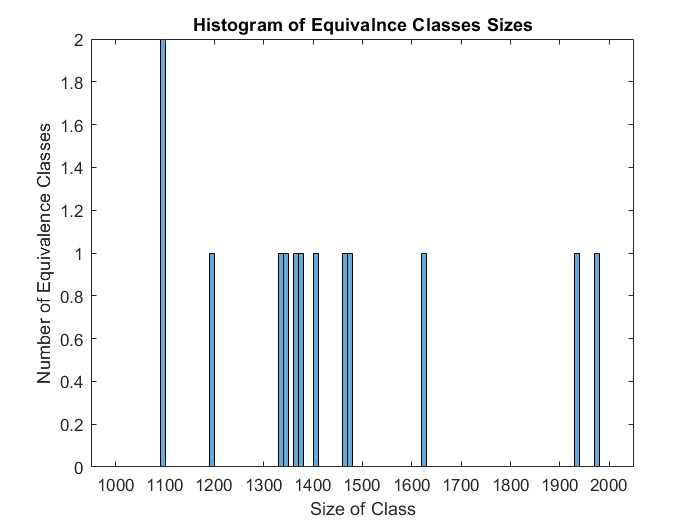 Histogram of Equivalnce Classes Sizes
2
1.8
1.6
1.4
1.2
1
0.8
0.6
0.4
0.2
0
Number of Equivalence Classes
1000 1100 1200 1300 1400 1500 1600 1700 1800 1900 2000
Size of Class